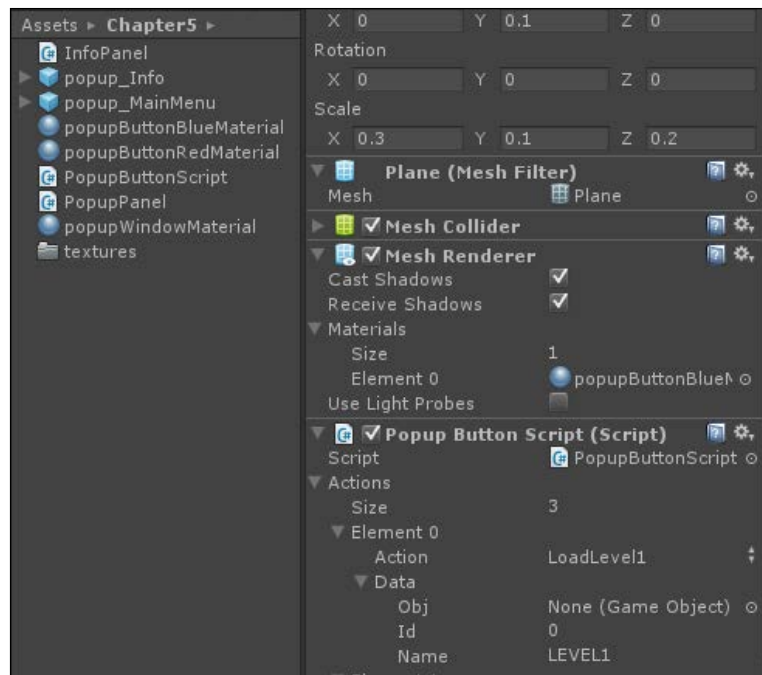 Assets ▸ Chapter5 ▸
InfoPanel
popup_Info
popup_MainMenu
popupButtonBlueMaterial
popupButtonRedMaterial
PopupButtonScript
PopupPanel
popupWindowMaterial
textures
X 0 Y 0.1 Z 0
Rotation
X 0 Y 0 Z 0
Scale
X 0.3 Y 0.1 Z 0.2
Plane (Mesh Filter)
Mesh Plane
Mesh Collider
Mesh Renderer
Cast Shadows
Receive Shadows
Materials
Size 1
Element 0 popupButtonBlueM
Use Light Probes
Popup Button Script (Script)
Script PopupButtonScript
Actions
Size 3
Element 0
Action LoadLevel1
Data
Obj None (Game Object)
Id 0
Name LEVEL1